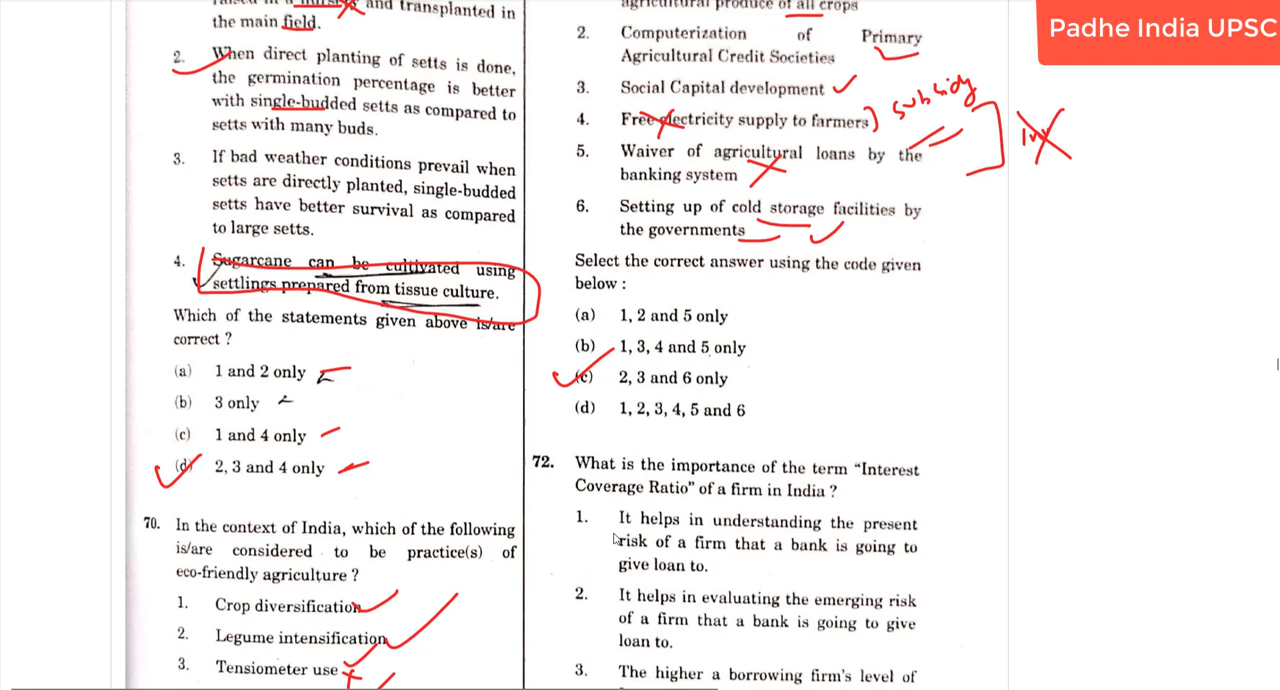 and transplanted in
the main field.
2. When direct planting of setts is done,
the germination percentage is better
with single-budded setts as compared to
setts with many buds.
3. If bad weather conditions prevail when
setts are directly planted, single-budded
setts have better survival as compared
to large setts.
4. Sugarcane can be cultivated using
settlings prepared from tissue culture.
Which of the statements given above is/are
correct ?
(a) 1 and 2 only
(b) 3 only
(c) 1 and 4 only
(d) 2, 3 and 4 only
70. In the context of India, which of the following
is/are considered to be practice(s) of
eco-friendly agriculture ?
1. Crop diversification
2. Legume intensification
3. Tensiometer use
agricultural produce of all crops
2. Computerization of Primary
Agricultural Credit Societies
3. Social Capital development
4. Free electricity supply to farmers
subsidy
5. Waiver of agricultural loans by the
banking system
6. Setting up of cold storage facilities by
the governments
Select the correct answer using the code given
below :
(a) 1, 2 and 5 only
(b) 1, 3, 4 and 5 only
(c) 2, 3 and 6 only
(d) 1, 2, 3, 4, 5 and 6
72. What is the importance of the term "Interest
Coverage Ratio" of a firm in India ?
1. It helps in understanding the present
risk of a firm that a bank is going to
give loan to.
2. It helps in evaluating the emerging risk
of a firm that a bank is going to give
loan to.
3. The higher a borrowing firm's level of
Padhe India UPSC